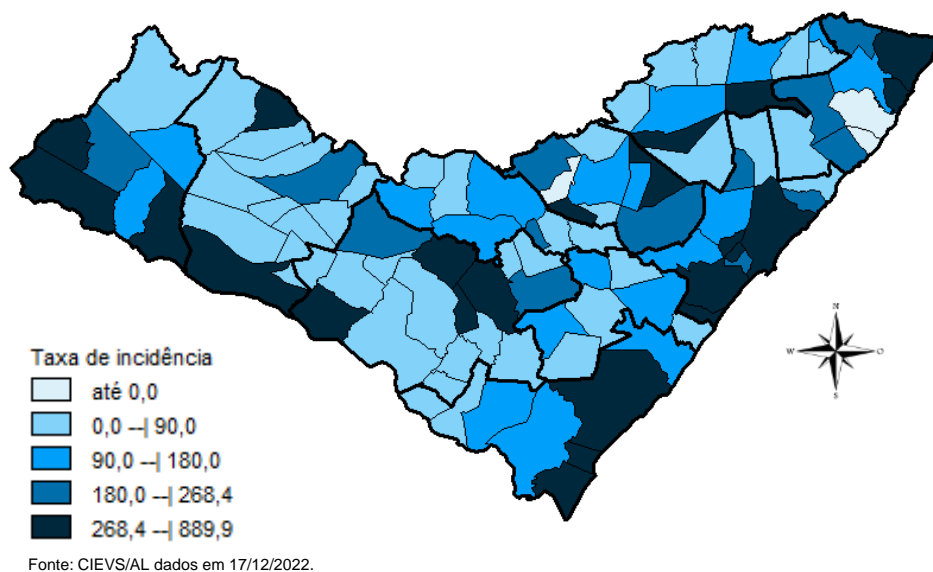 N
W
O
S
Taxa de incidência
até 0,0
0,0 --| 90,0
90,0 --| 180,0
180,0 --| 268,4
268,4 --| 889,9
Fonte: CIEVS/AL dados em 17/12/2022.